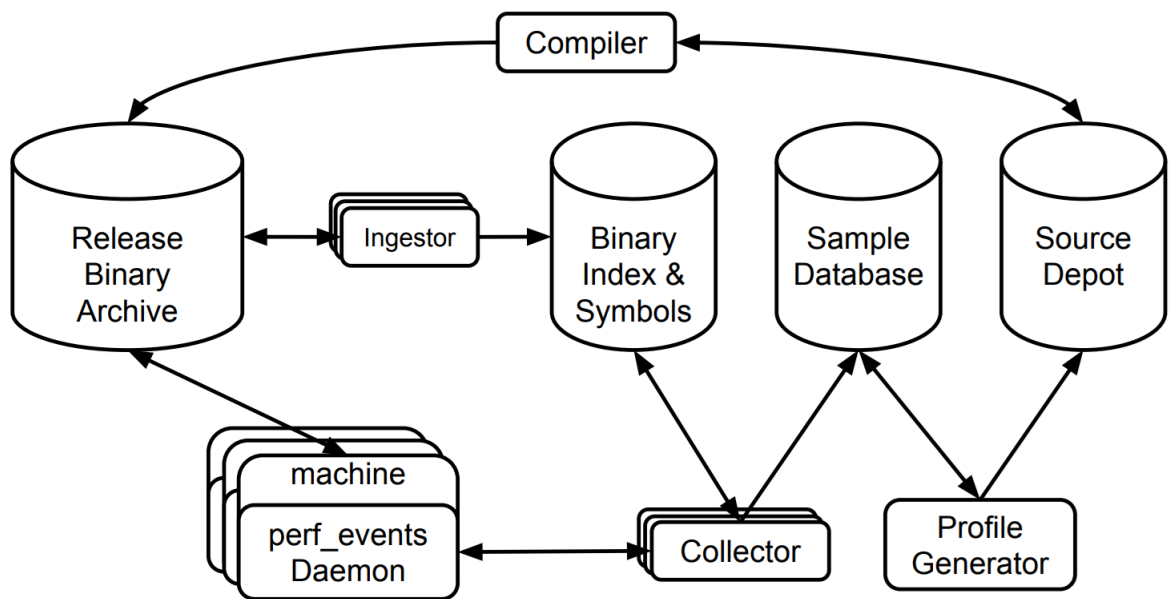 Compiler
Release
Binary
Archive
Ingestor
Binary
Index &
Symbols
Sample
Database
Source
Depot
machine
perf_events
Daemon
Collector
Profile
Generator